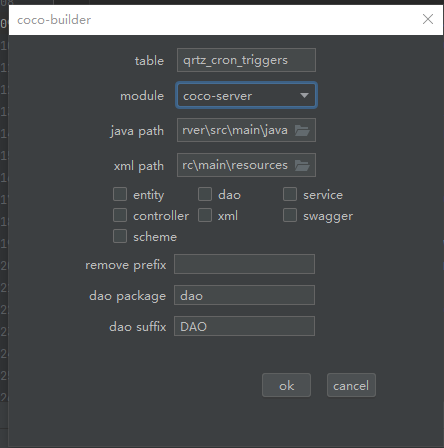 coco-builder
table qrtz_cron_triggers
module coco-server
java path rver\src\main\java
xml path rc\main\resources
entity dao service
controller xml swagger
scheme
remove prefix
dao package dao
dao suffix DAO
ok cancel